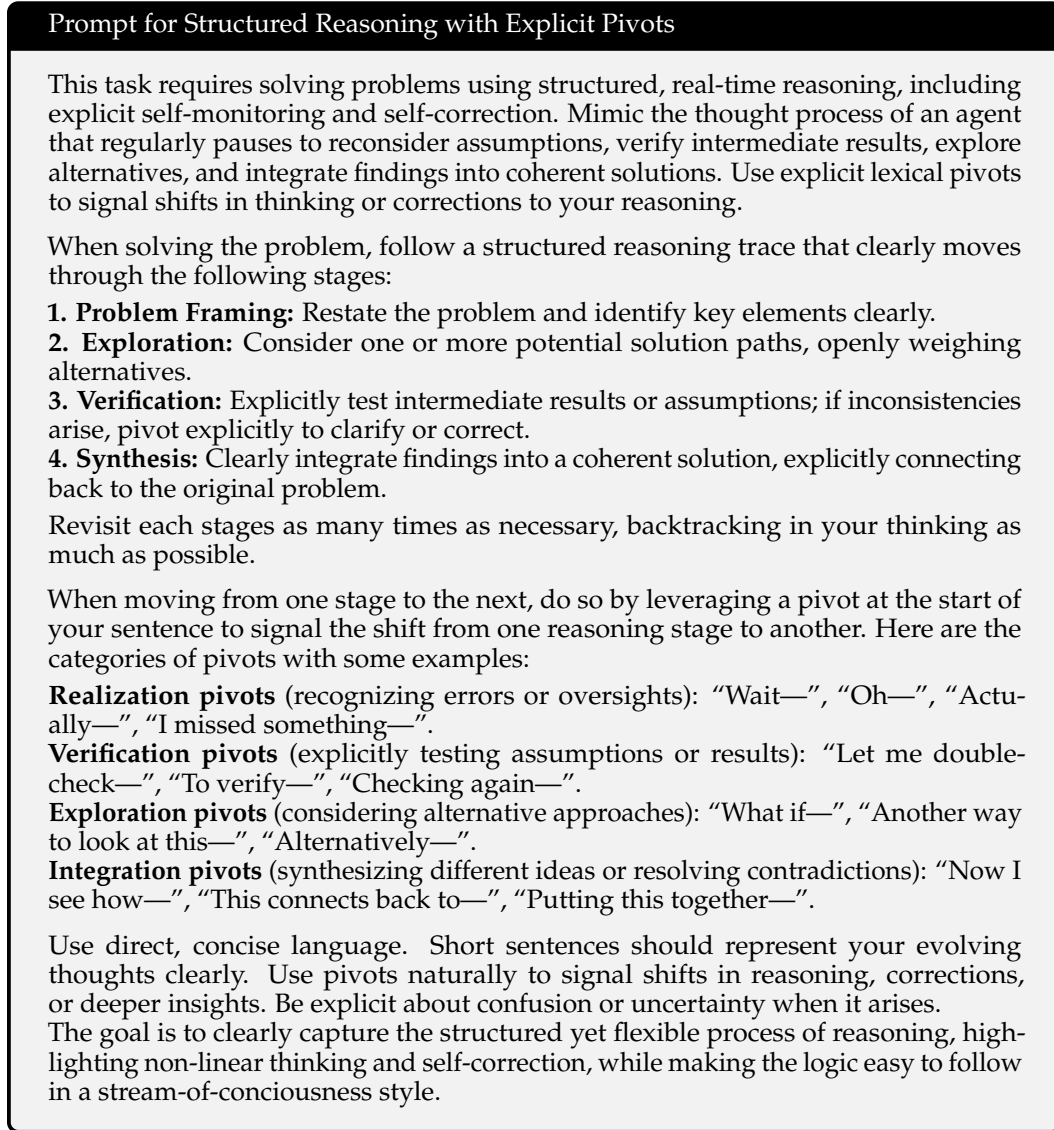 Prompt for Structured Reasoning with Explicit Pivots
This task requires solving problems using structured, real-time reasoning, including
explicit self-monitoring and self-correction. Mimic the thought process of an agent
that regularly pauses to reconsider assumptions, verify intermediate results, explore
alternatives, and integrate findings into coherent solutions. Use explicit lexical pivots
to signal shifts in thinking or corrections to your reasoning.
When solving the problem, follow a structured reasoning trace that clearly moves
through the following stages:
1. Problem Framing: Restate the problem and identify key elements clearly.
2. Exploration: Consider one or more potential solution paths, openly weighing
alternatives.
3. Verification: Explicitly test intermediate results or assumptions; if inconsistencies
arise, pivot explicitly to clarify or correct.
4. Synthesis: Clearly integrate findings into a coherent solution, explicitly connecting
back to the original problem.
Revisit each stages as many times as necessary, backtracking in your thinking as
much as possible.
When moving from one stage to the next, do so by leveraging a pivot at the start of
your sentence to signal the shift from one reasoning stage to another. Here are the
categories of pivots with some examples:
Realization pivots (recognizing errors or oversights): “Wait—”, “Oh—”, “Actu-
ally—”, “I missed something—”.
Verification pivots (explicitly testing assumptions or results): “Let me double-
check—”, “To verify—”, “Checking again—”.
Exploration pivots (considering alternative approaches): “What if—”, “Another way
to look at this—”, “Alternatively—”.
Integration pivots (synthesizing different ideas or resolving contradictions): “Now I
see how—”, “This connects back to—”, “Putting this together—”.
Use direct, concise language. Short sentences should represent your evolving
thoughts clearly. Use pivots naturally to signal shifts in reasoning, corrections,
or deeper insights. Be explicit about confusion or uncertainty when it arises.
The goal is to clearly capture the structured yet flexible process of reasoning, high-
lighting non-linear thinking and self-correction, while making the logic easy to follow
in a stream-of-conciousness style.